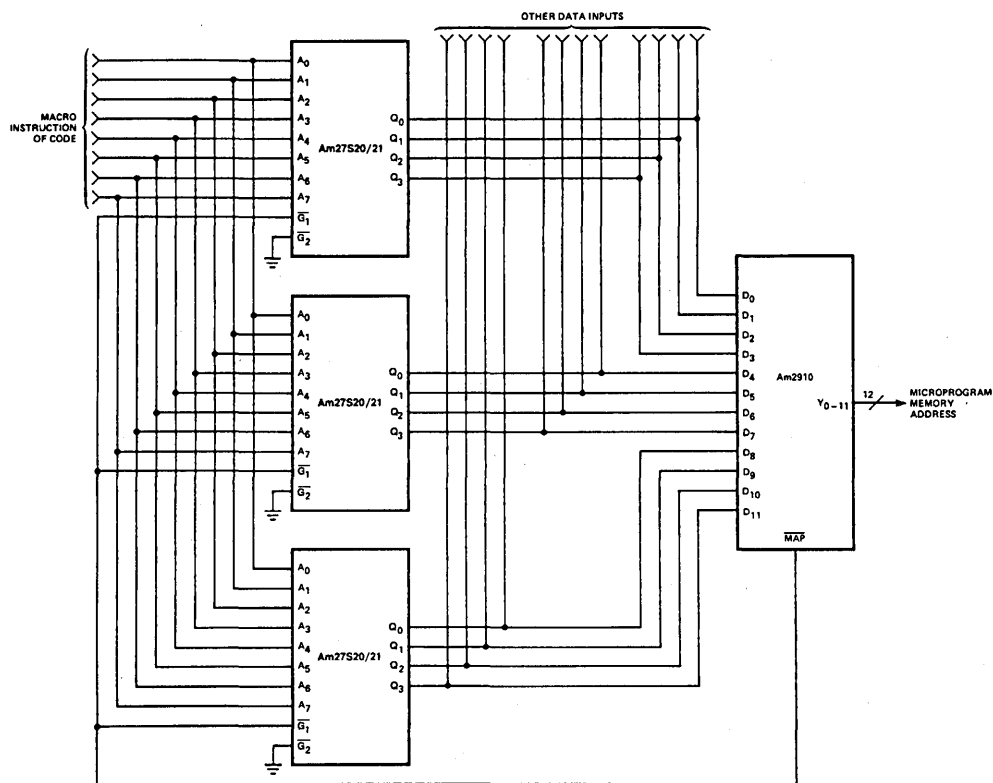 OTHER DATA INPUTS
MACRO
INSTRUCTION
OF CODE
A0
A1
A2
A3
A4
A5
A6
A7
G1
G2
Am27S20/21
Q0
Q1
Q2
Q3
A0
A1
A2
A3
A4
A5
A6
A7
G1
G2
Am27S20/21
Q0
Q1
Q2
Q3
A0
A1
A2
A3
A4
A5
A6
A7
G1
G2
Am27S20/21
Q0
Q1
Q2
Q3
D0
D1
D2
D3
D4
D5
D6
D7
D8
D9
D10
D11
Am2910
Y0-11
MAP
12
MICROPROGRAM
MEMORY
ADDRESS